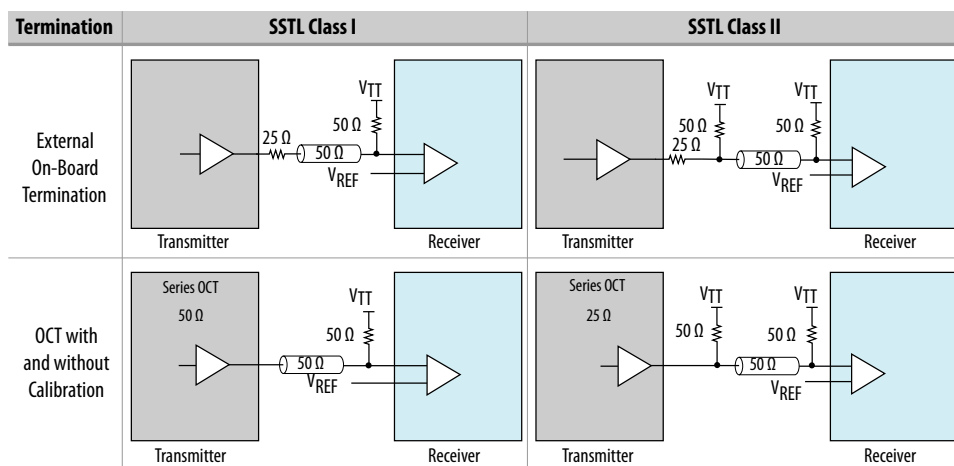 Termination
SSTL Class I
SSTL Class II
External
On-Board
Termination
VTT
50 Ω
25 Ω
50 Ω
VREF
Transmitter
Receiver
VTT
VTT
50 Ω
50 Ω
25 Ω
50 Ω
VREF
Transmitter
Receiver
OCT with
and without
Calibration
Series OCT
50 Ω
VTT
50 Ω
50 Ω
VREF
Transmitter
Receiver
Series OCT
25 Ω
VTT
VTT
50 Ω
50 Ω
50 Ω
VREF
Transmitter
Receiver